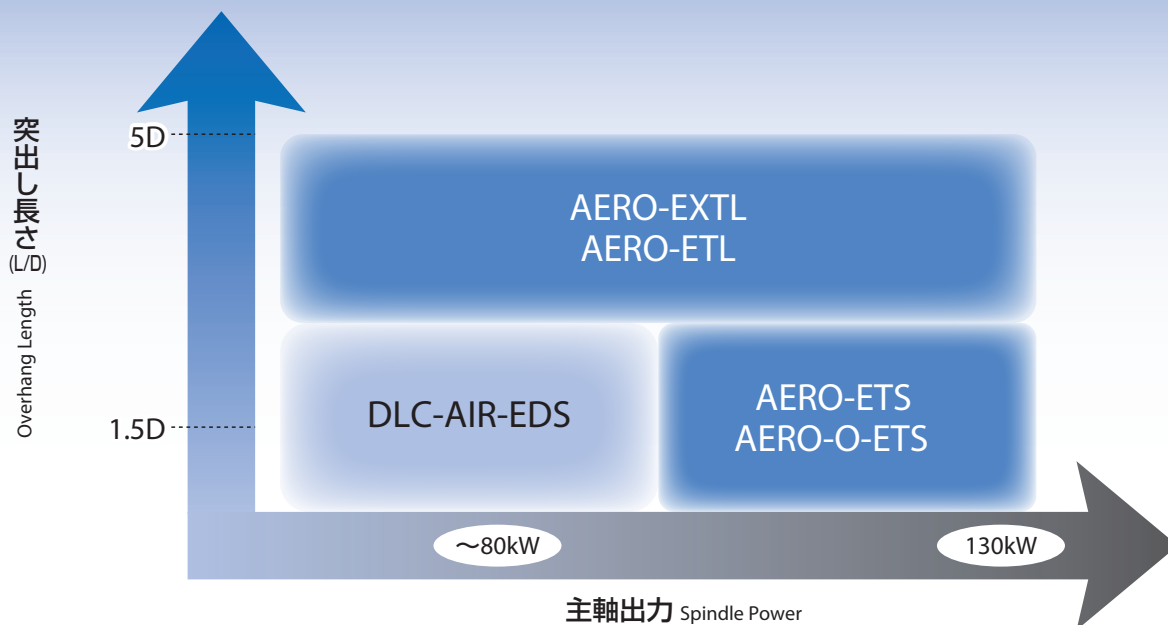 突出し長さ
(L/D)
Overhang Length
5D
AERO-EXTL
AERO-ETL
1.5D
DLC-AIR-EDS
AERO-ETS
AERO-O-ETS
～80kW
130kW
主軸出力 Spindle Power